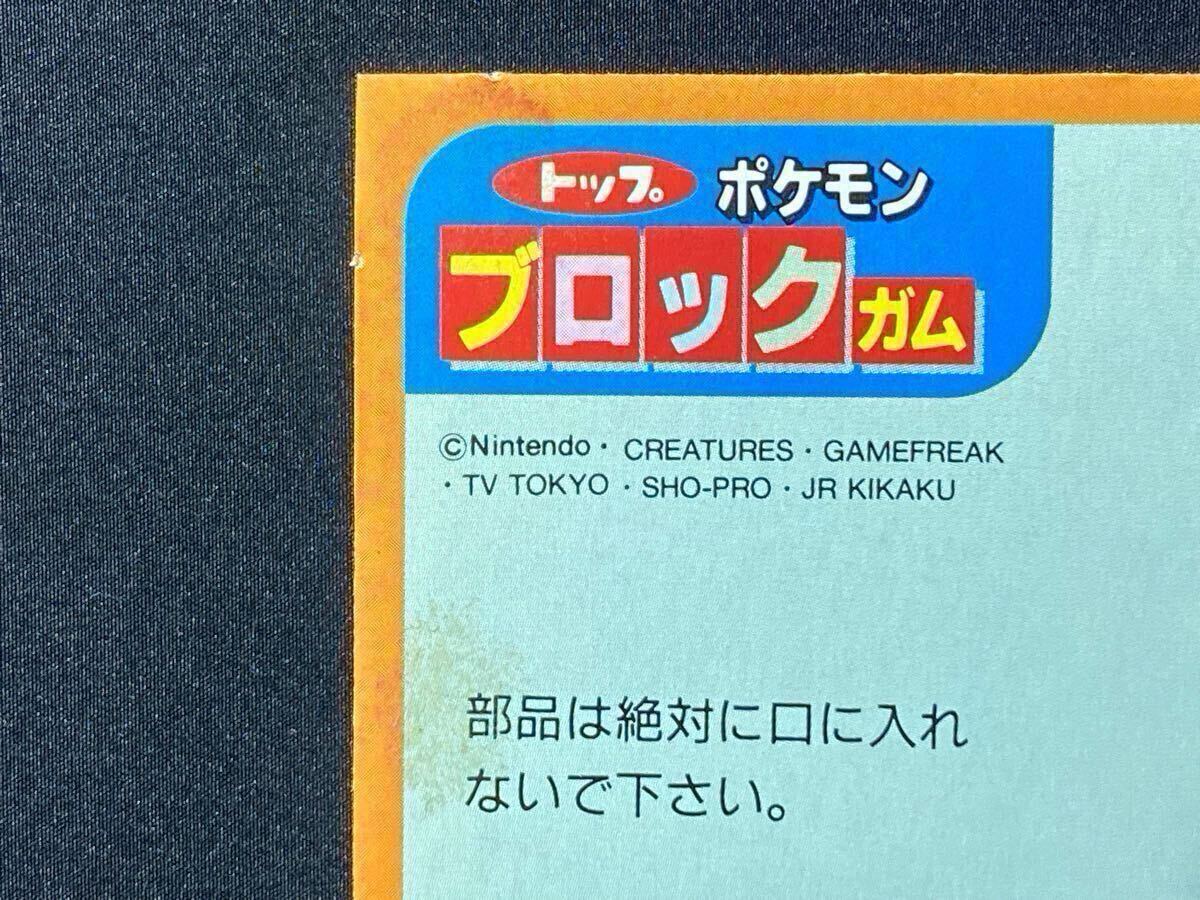 トップ ポケモン
ブロックガム
©Nintendo・CREATURES・GAMEFREAK
・TV TOKYO・SHO-PRO・JR KIKAKU
部品は絶対に口に入れ
ないで下さい。